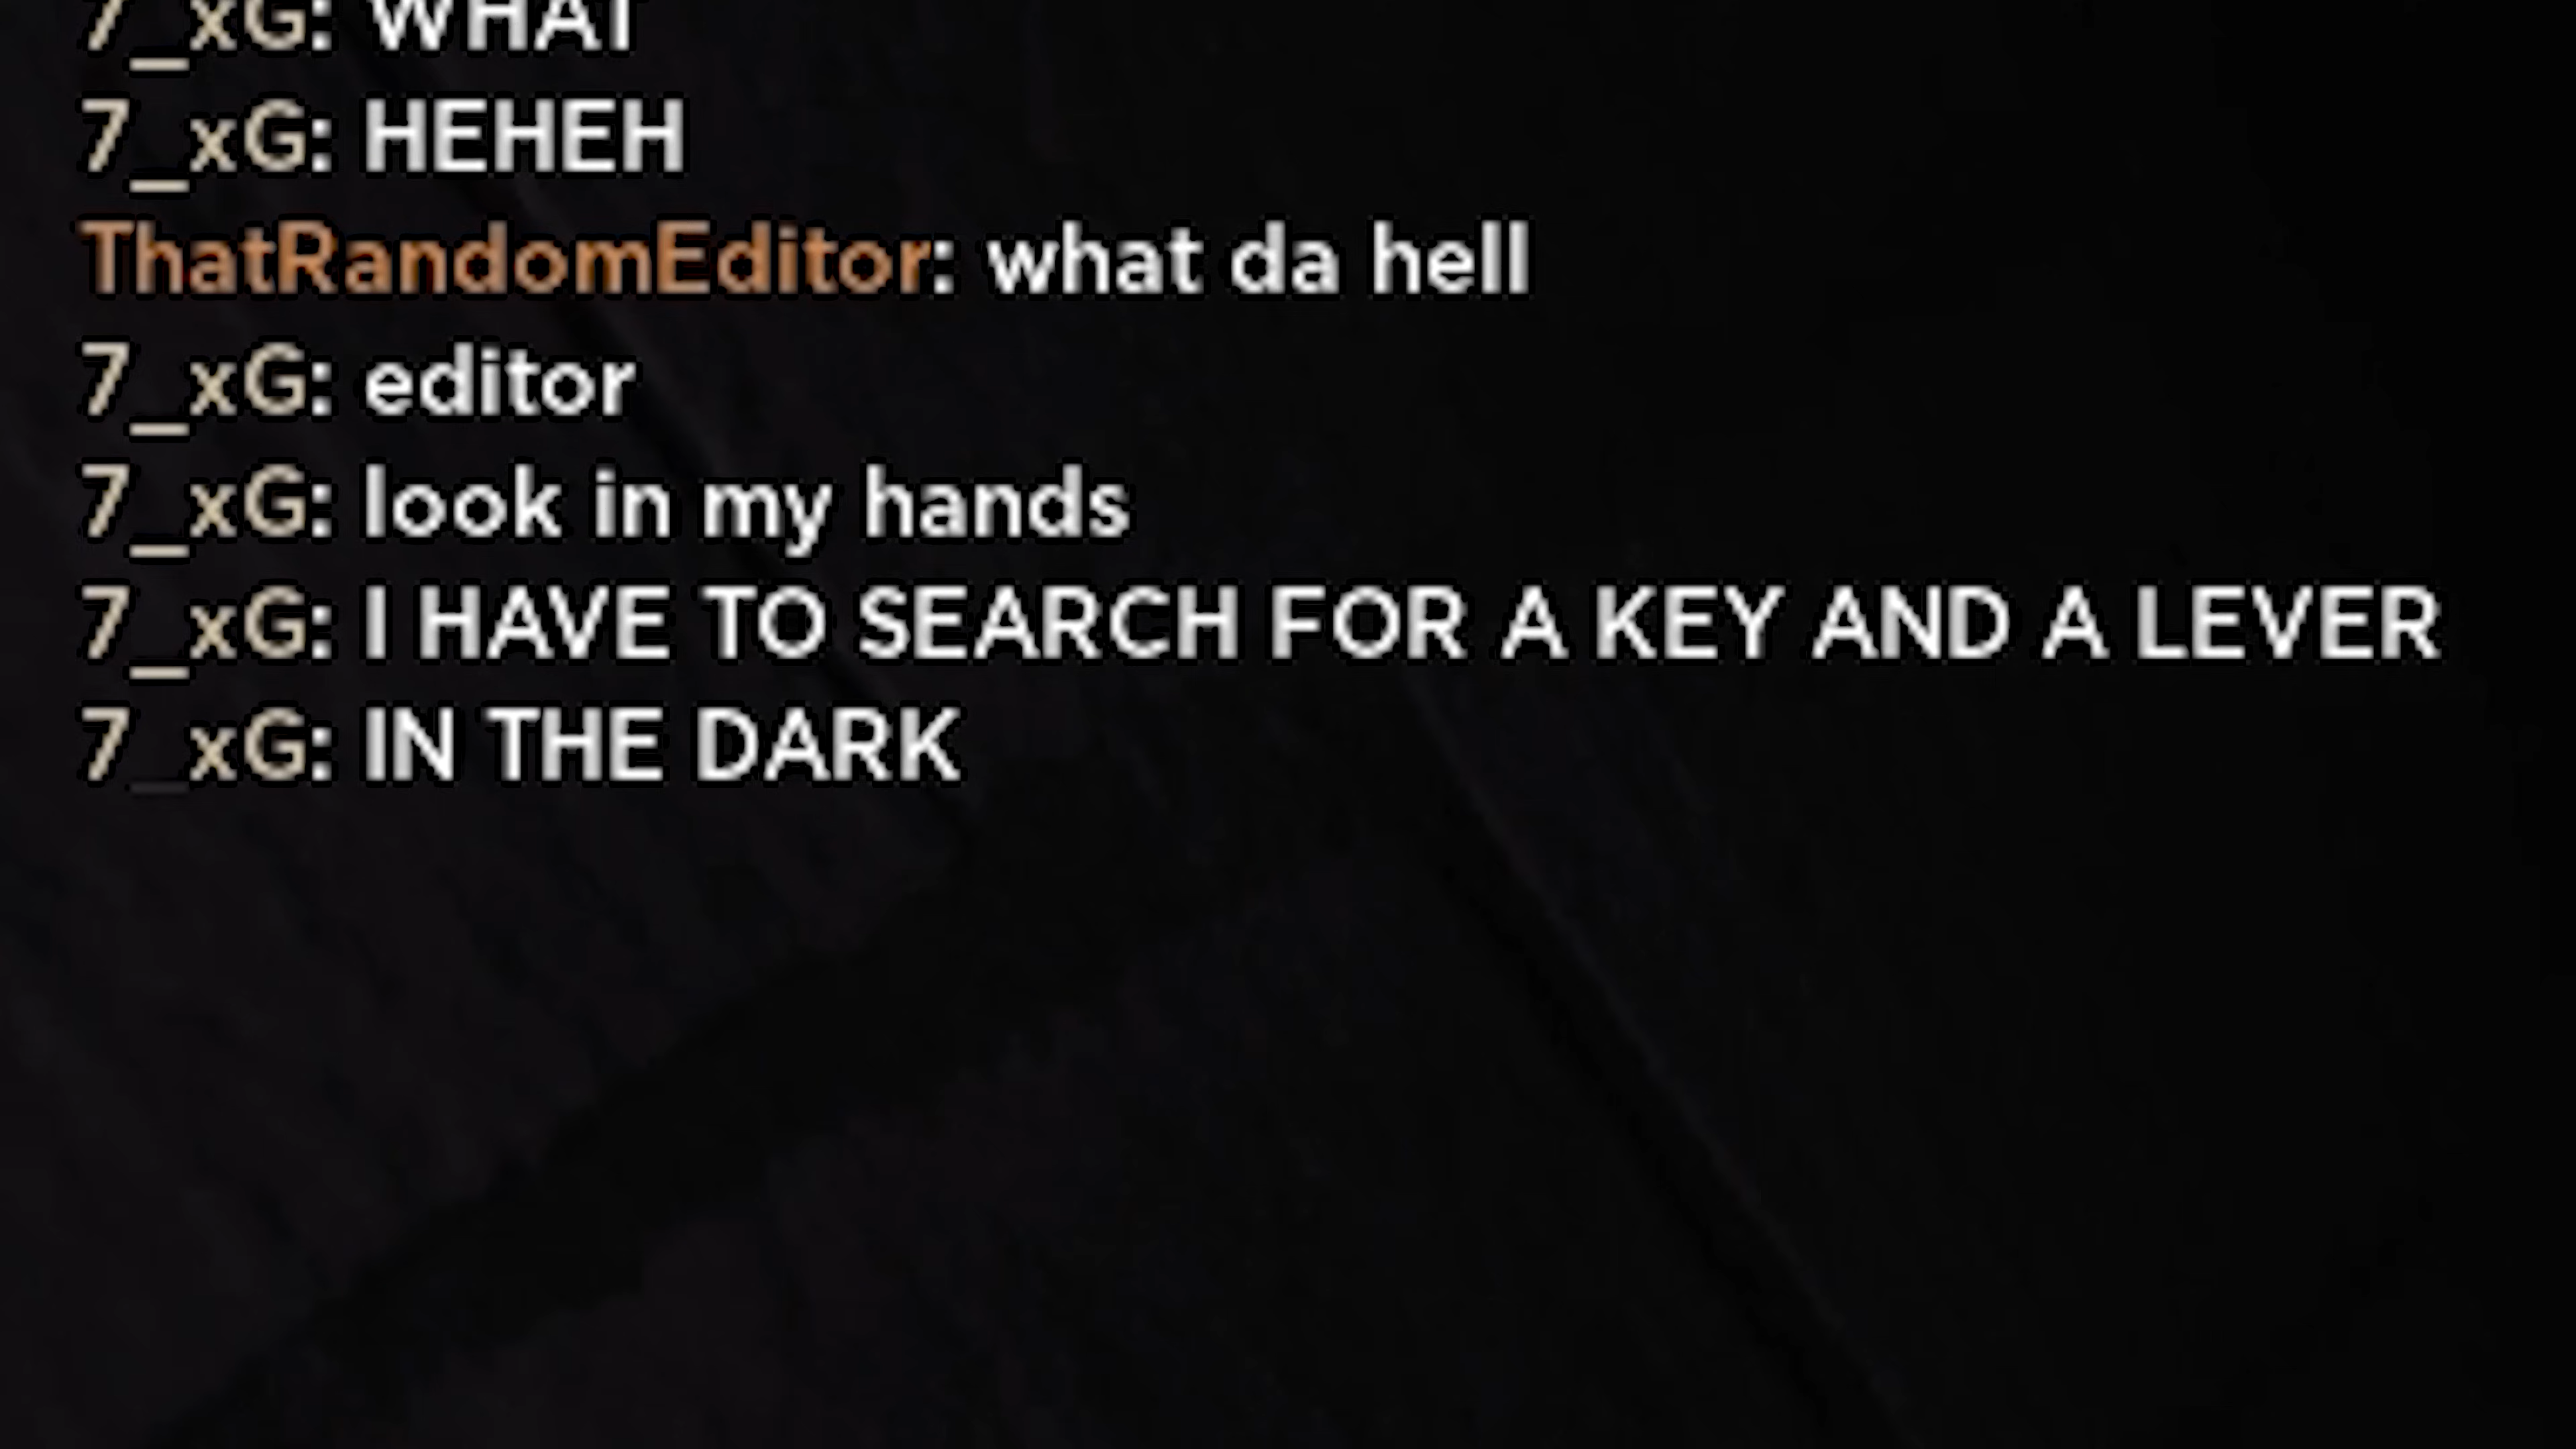 7_xG: WHAT
7_xG: HEHEH
ThatRandomEditor: what da hell
7_xG: editor
7_xG: look in my hands
7_xG: I HAVE TO SEARCH FOR A KEY AND A LEVER
7_xG: IN THE DARK